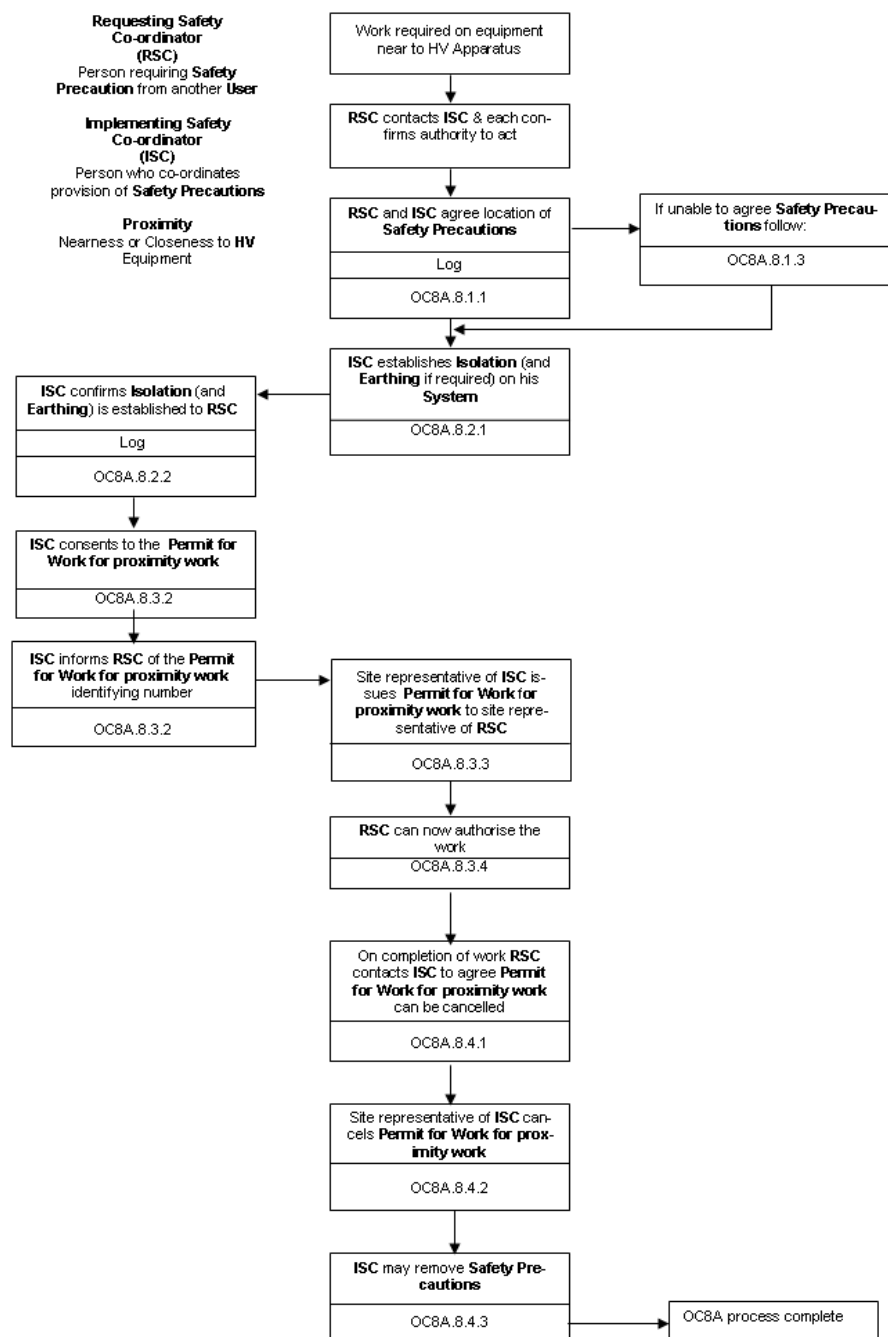 Requesting Safety
Co-ordinator
(RSC)
Person requiring Safety
Precaution from another User
Implementing Safety
Co-ordinator
(ISC)
Person who co-ordinates
provision of Safety Precautions
Proximity
Nearness or Closeness to HV
Equipment
Work required on equipment
near to HV Apparatus
RSC contacts ISC & each con-
firms authority to act
RSC and ISC agree location of
Safety Precautions
Log
OC8A.8.1.1
If unable to agree Safety Precau-
tions follow:
OC8A.8.1.3
ISC establishes Isolation (and
Earthing if required) on his
System
OC8A.8.2.1
ISC confirms Isolation (and
Earthing) is established to RSC
Log
OC8A.8.2.2
ISC consents to the Permit for
Work for proximity work
OC8A.8.3.2
ISC informs RSC of the Permit
for Work for proximity work
identifying number
OC8A.8.3.2
Site representative of ISC is-
sues Permit for Work for
proximity work to site repre-
sentative of RSC
OC8A.8.3.3
RSC can now authorise the
work
OC8A.8.3.4
On completion of work RSC
contacts ISC to agree Permit
for Work for proximity work
can be cancelled
OC8A.8.4.1
Site representative of ISC can-
cels Permit for Work for prox-
imity work
OC8A.8.4.2
ISC may remove Safety Pre-
cautions
OC8A.8.4.3
OC8A process complete